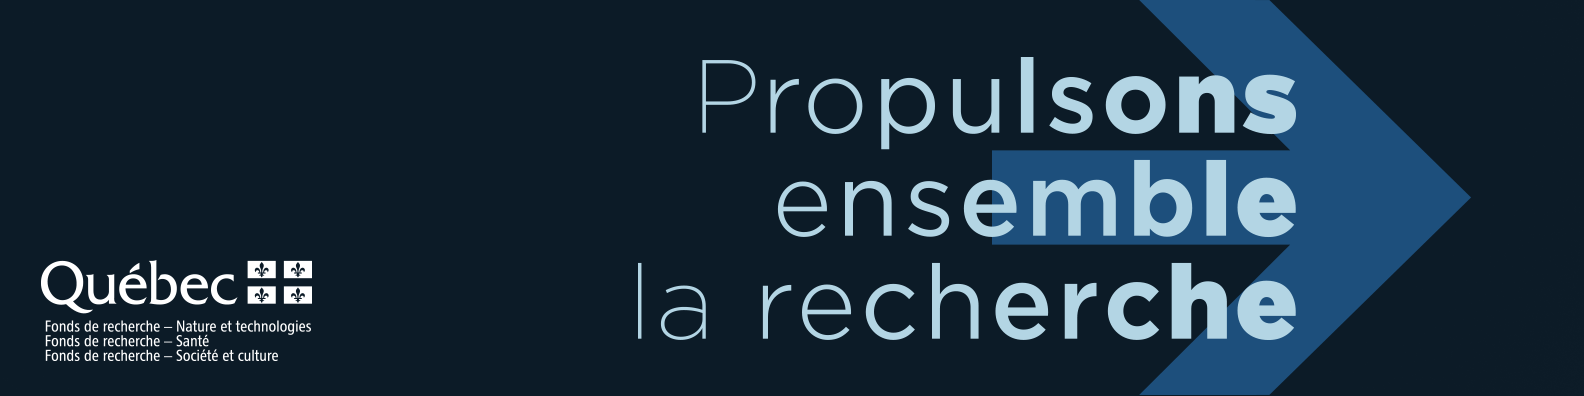 Propulsons
ensemble
la recherche
Québec
Fonds de recherche – Nature et technologies
Fonds de recherche – Santé
Fonds de recherche – Société et culture